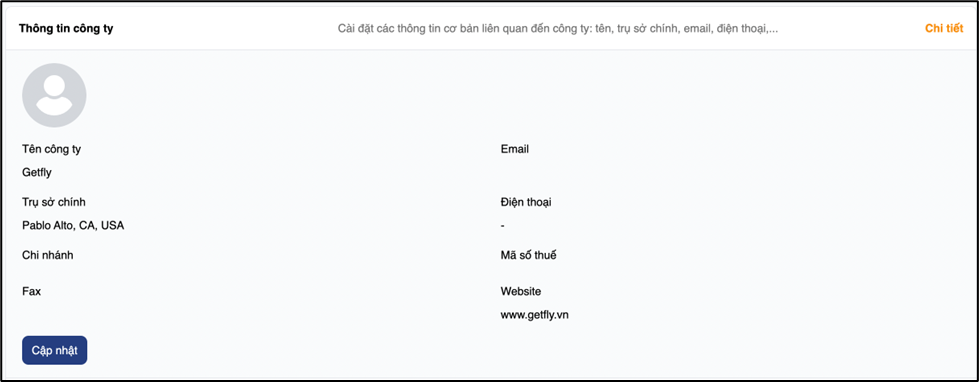 Thông tin công ty
Cài đặt các thông tin cơ bản liên quan đến công ty: tên, trụ sở chính, email, điện thoại,...
Chi tiết
Tên công ty
Email
Getfly
Trụ sở chính
Điện thoại
Pablo Alto, CA, USA
-
Chi nhánh
Mã số thuế
Fax
Website
www.getfly.vn
Cập nhật